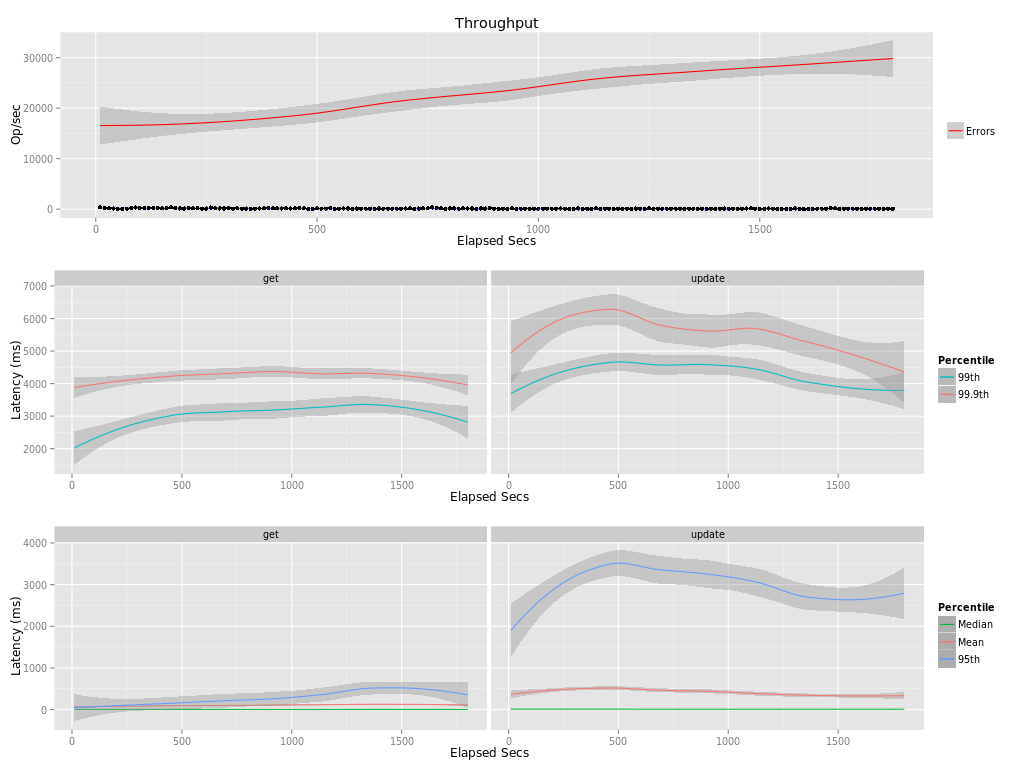 Throughput
Op/sec
30000
20000
10000
0
0 500 1000 1500
Elapsed Secs
Errors
get update
Latency (ms)
7000
6000
5000
4000
3000
2000
0 500 1000 1500 0 500 1000 1500
Elapsed Secs
Percentile
99th
99.9th
get update
Latency (ms)
4000
3000
2000
1000
0
0 500 1000 1500 0 500 1000 1500
Elapsed Secs
Percentile
Median
Mean
95th